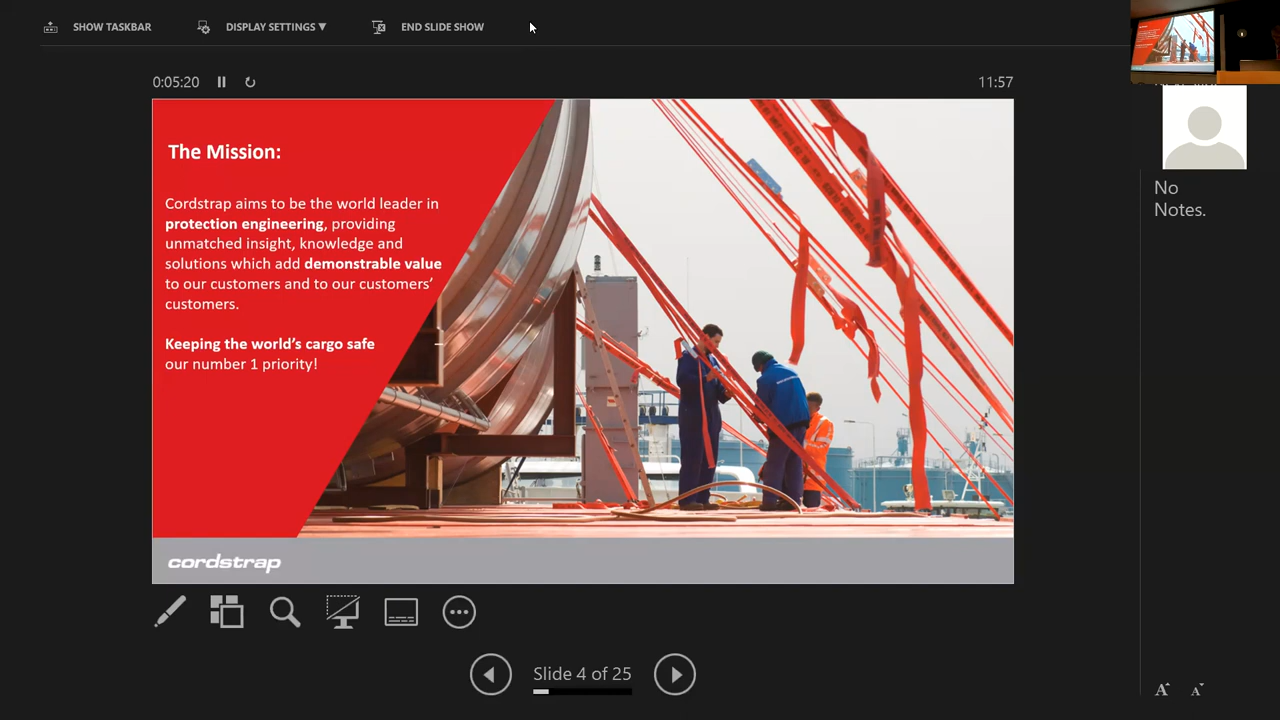 SHOW TASKBAR
DISPLAY SETTINGS ▼
END SLIDE SHOW
0:05:20
11:57
The Mission:
Cordstrap aims to be the world leader in
protection engineering, providing
unmatched insight, knowledge and
solutions which add demonstrable value
to our customers and to our customers’
customers.
Keeping the world’s cargo safe
our number 1 priority!
cordstrap
Slide 4 of 25
No
Notes.
A
A